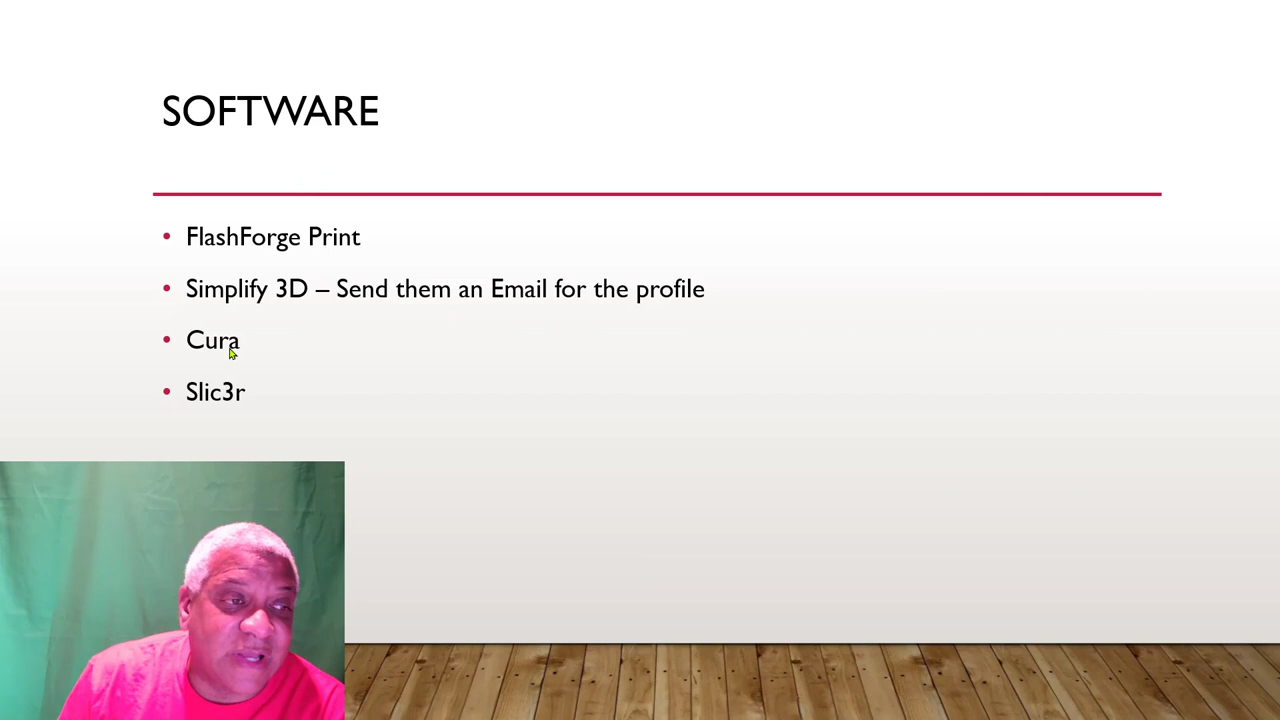 SOFTWARE
FlashForge Print
Simplify 3D – Send them an Email for the profile
Cura
Slic3r